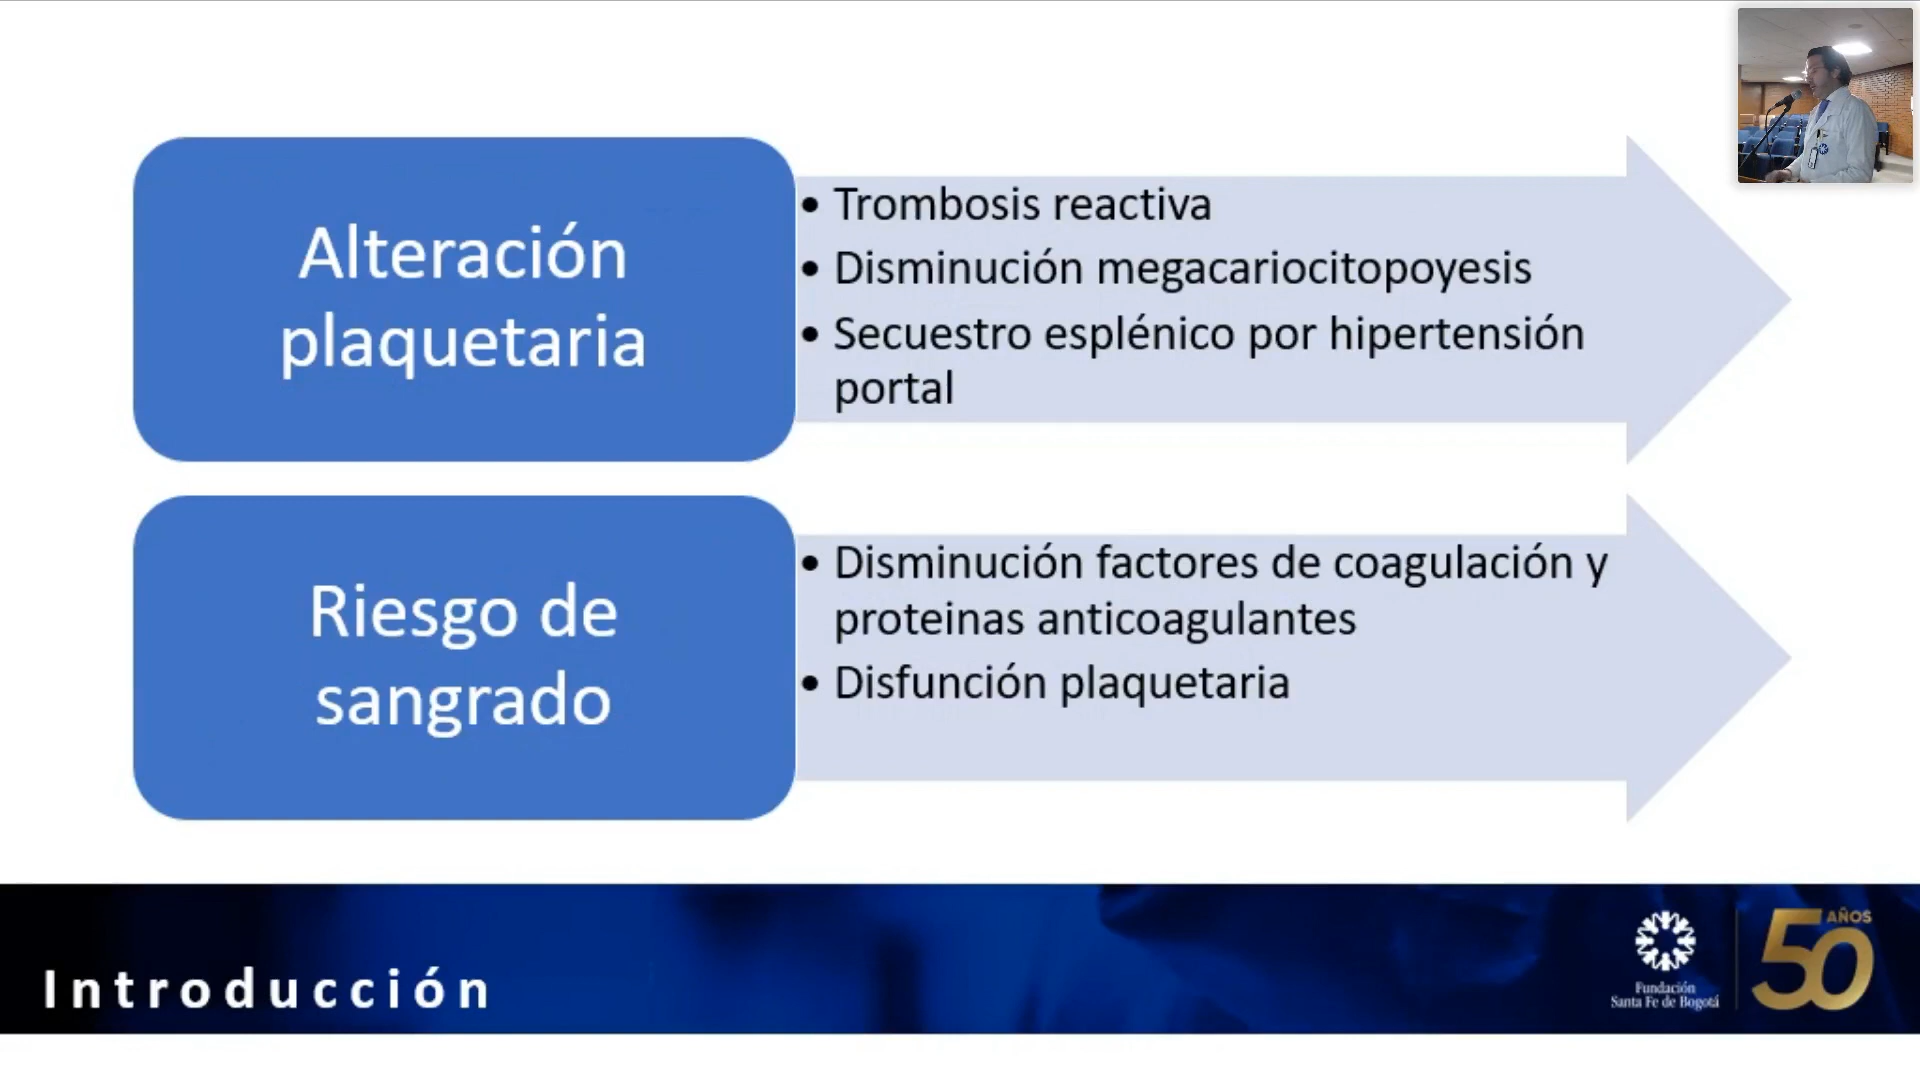 Alteración
plaquetaria
• Trombosis reactiva
• Disminución megacariocitopoyesis
• Secuestro esplénico por hipertensión
portal
Riesgo de
sangrado
• Disminución factores de coagulación y
proteinas anticoagulantes
• Disfunción plaquetaria
Introducción
Fundación
Santa Fe de Bogotá
50 AÑOS